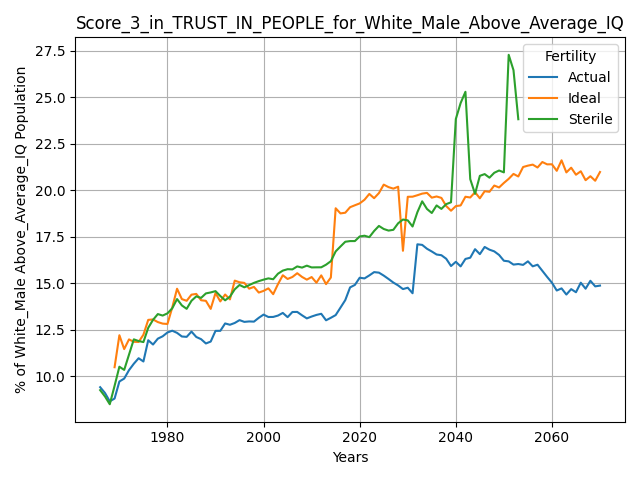 Score_3_in_TRUST_IN_PEOPLE_for_White_Male_Above_Average_IQ
% of White_Male Above_Average_IQ Population
27.5
25.0
22.5
20.0
17.5
15.0
12.5
10.0
Fertility
Actual
Ideal
Sterile
1980 2000 2020 2040 2060
Years